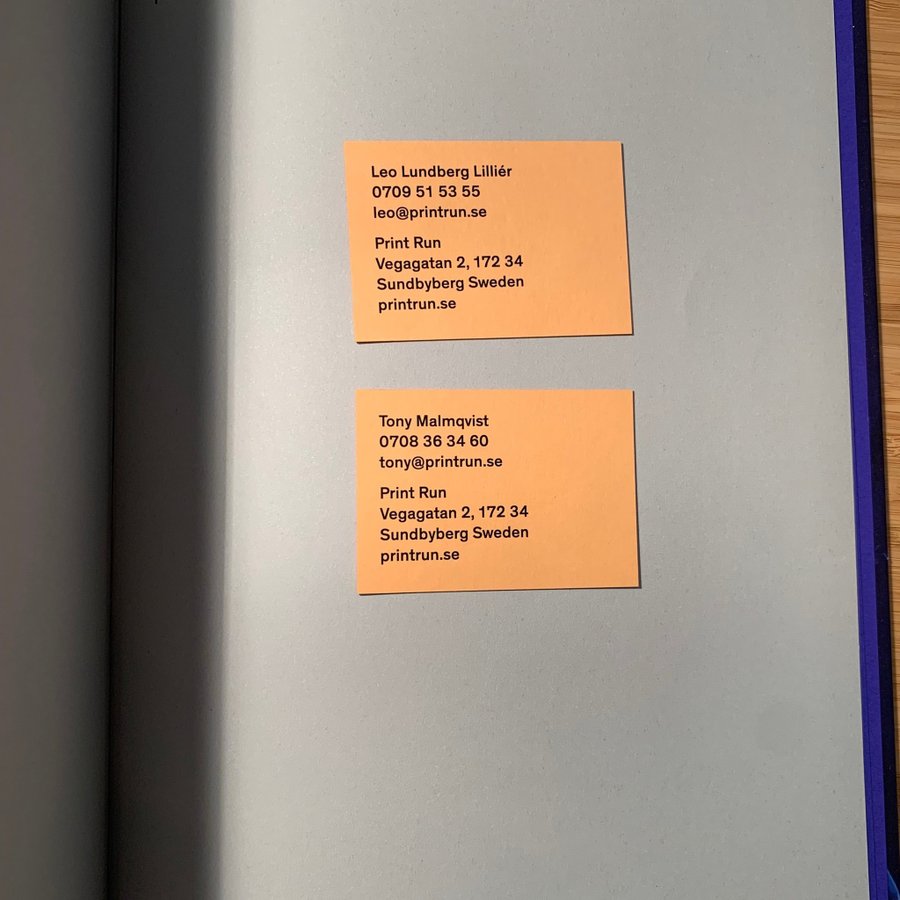 Leo Lundberg Lilliér
0709 51 53 55
leo@printrun.se
Print Run
Vegagatan 2, 172 34
Sundbyberg Sweden
printrun.se
Tony Malmqvist
0708 36 34 60
tony@printrun.se
Print Run
Vegagatan 2, 172 34
Sundbyberg Sweden
printrun.se